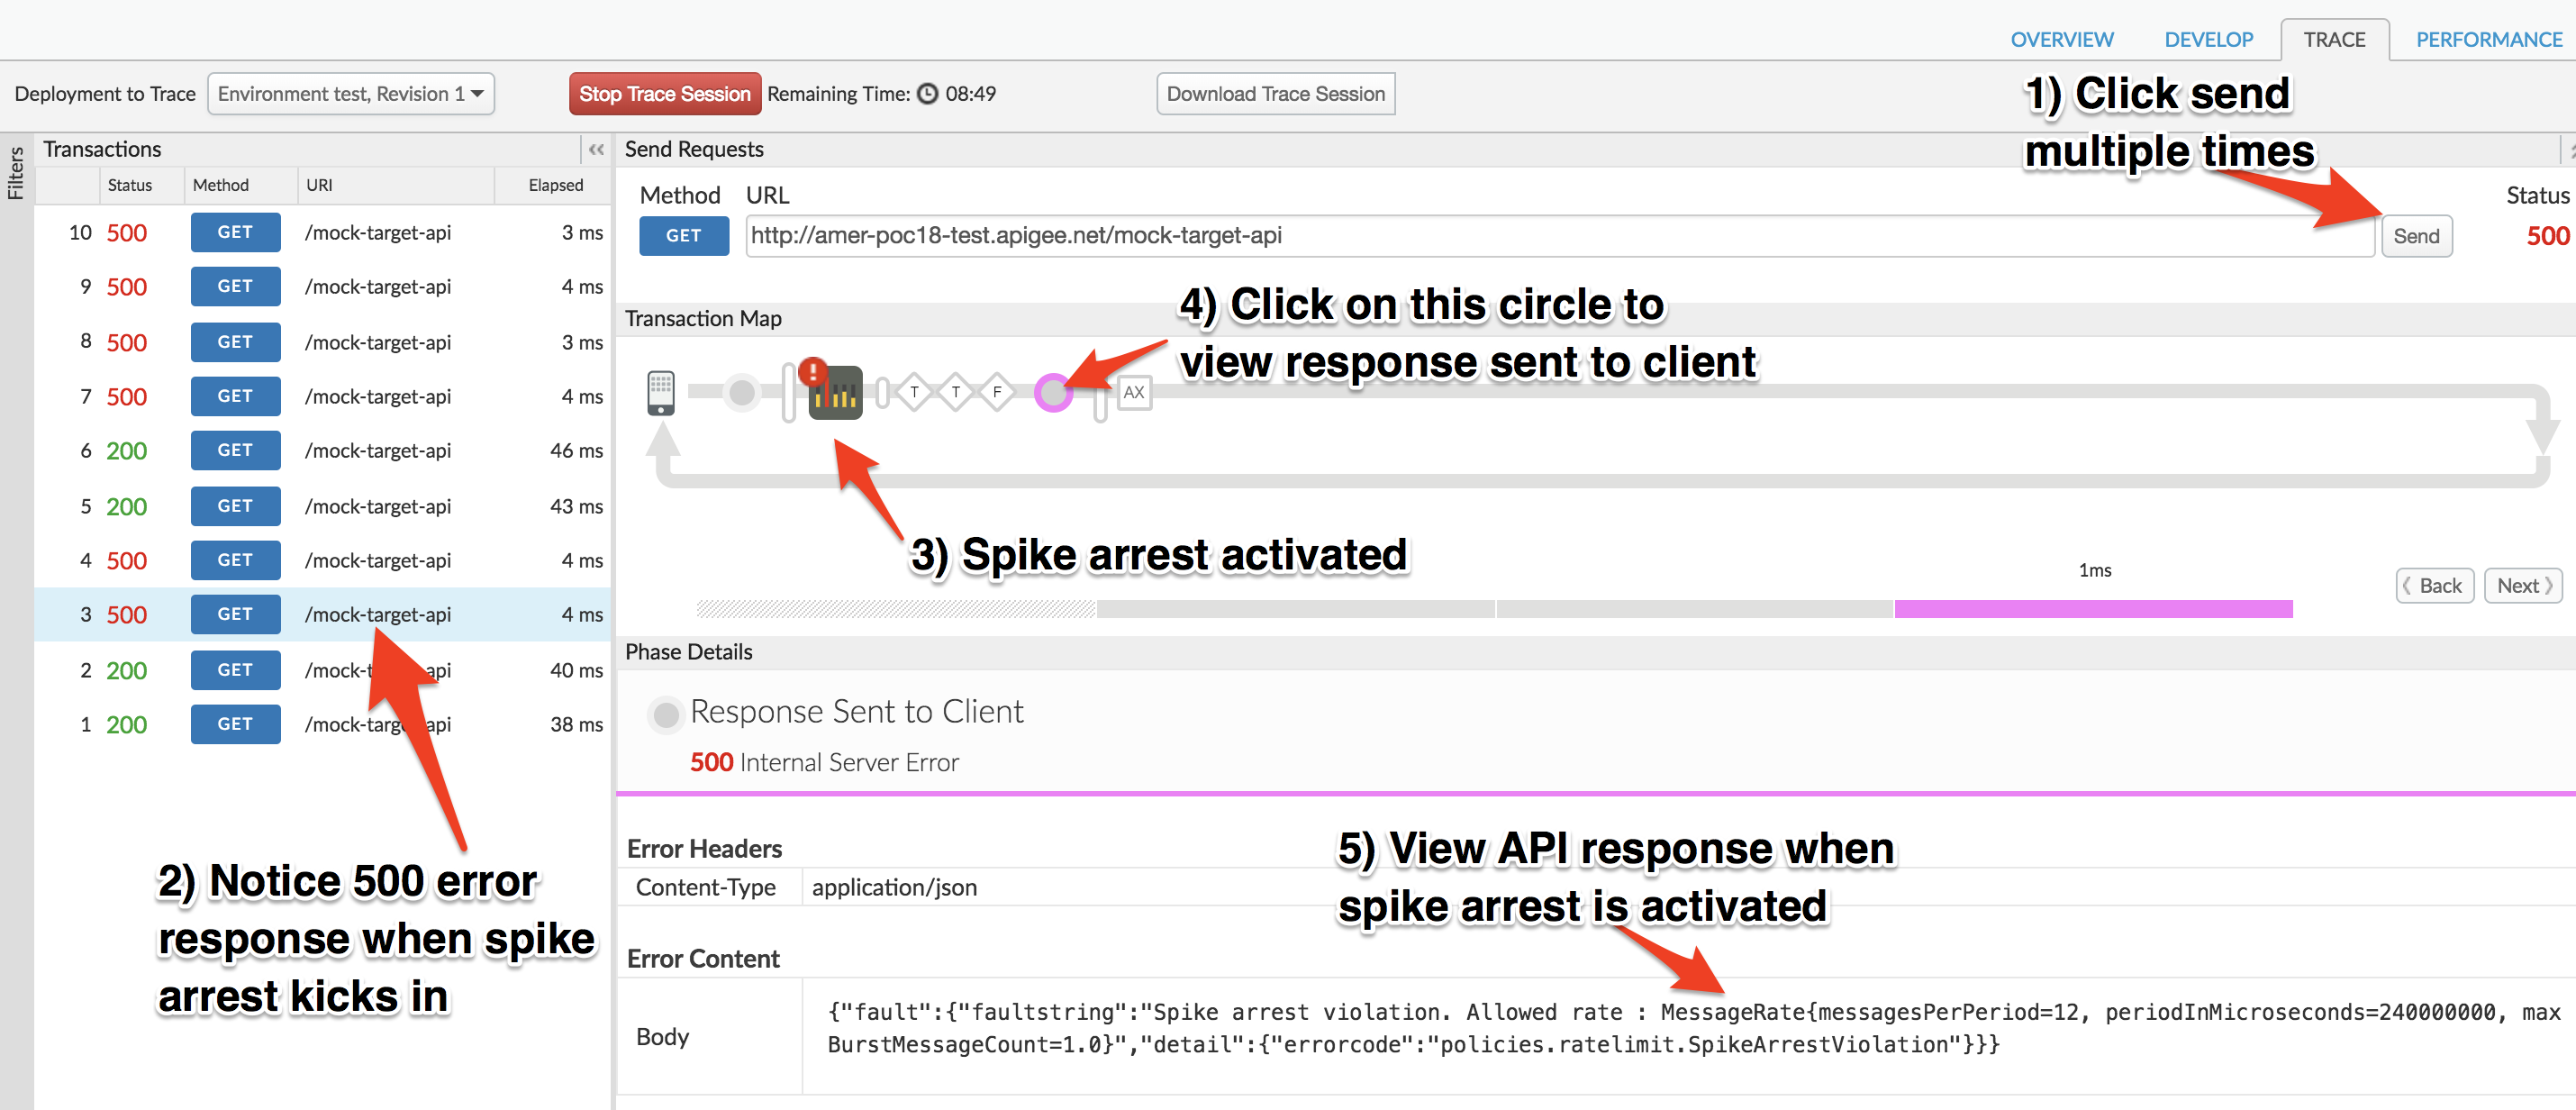 OVERVIEW DEVELOP TRACE PERFORMANCE
Deployment to Trace Environment test, Revision 1 Stop Trace Session Remaining Time: 08:49 Download Trace Session
1) Click send
multiple times
Filters
Transactions «
Status Method URI Elapsed
10 500 GET /mock-target-api 3 ms
9 500 GET /mock-target-api 4 ms
8 500 GET /mock-target-api 3 ms
7 500 GET /mock-target-api 4 ms
6 200 GET /mock-target-api 46 ms
5 200 GET /mock-target-api 43 ms
4 500 GET /mock-target-api 4 ms
3 500 GET /mock-target-api 4 ms
2 200 GET /mock-t api 40 ms
1 200 GET /mock-targ api 38 ms
2) Notice 500 error
response when spike
arrest kicks in
Send Requests
Method URL Status
GET http://amer-poc18-test.apigee.net/mock-target-api Send 500
Transaction Map
4) Click on this circle to
view response sent to client
! T T F AX
3) Spike arrest activated
1ms
Back Next
Phase Details
Response Sent to Client
500 Internal Server Error
Error Headers
Content-Type application/json
5) View API response when
spike arrest is activated
Error Content
Body
{"fault":{"faultstring":"Spike arrest violation. Allowed rate : MessageRate{messagesPerPeriod=12, periodInMicroseconds=240000000, max
BurstMessageCount=1.0}","detail":{"errorcode":"policies.ratelimit.SpikeArrestViolation"}}}